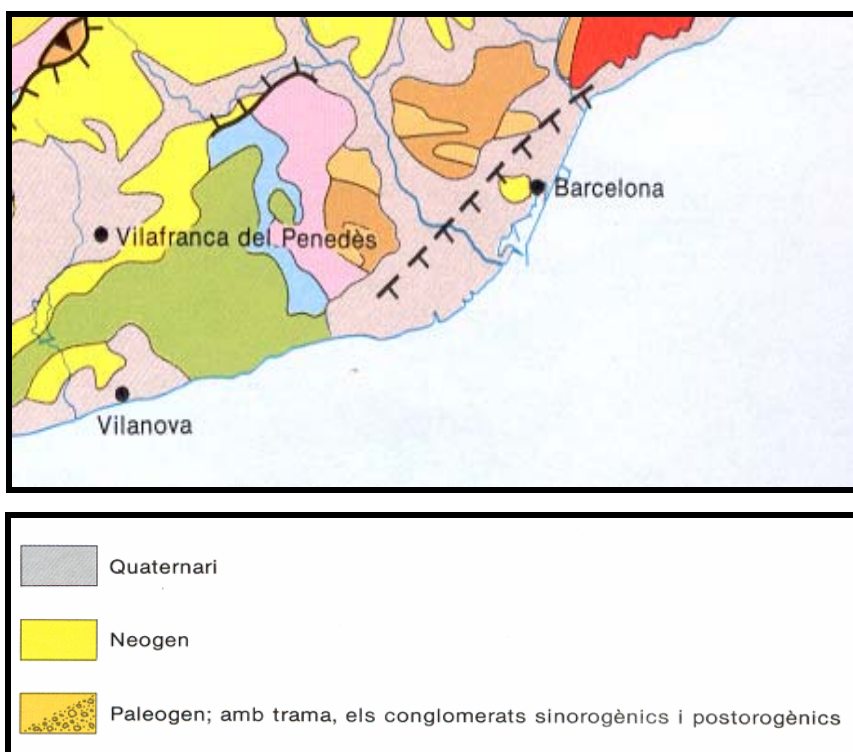 Barcelona
Vilafranca del Penedès
Vilanova
Quaternari
Neogen
Paleogen; amb trama, els conglomerats sinorogènics i postorogènics